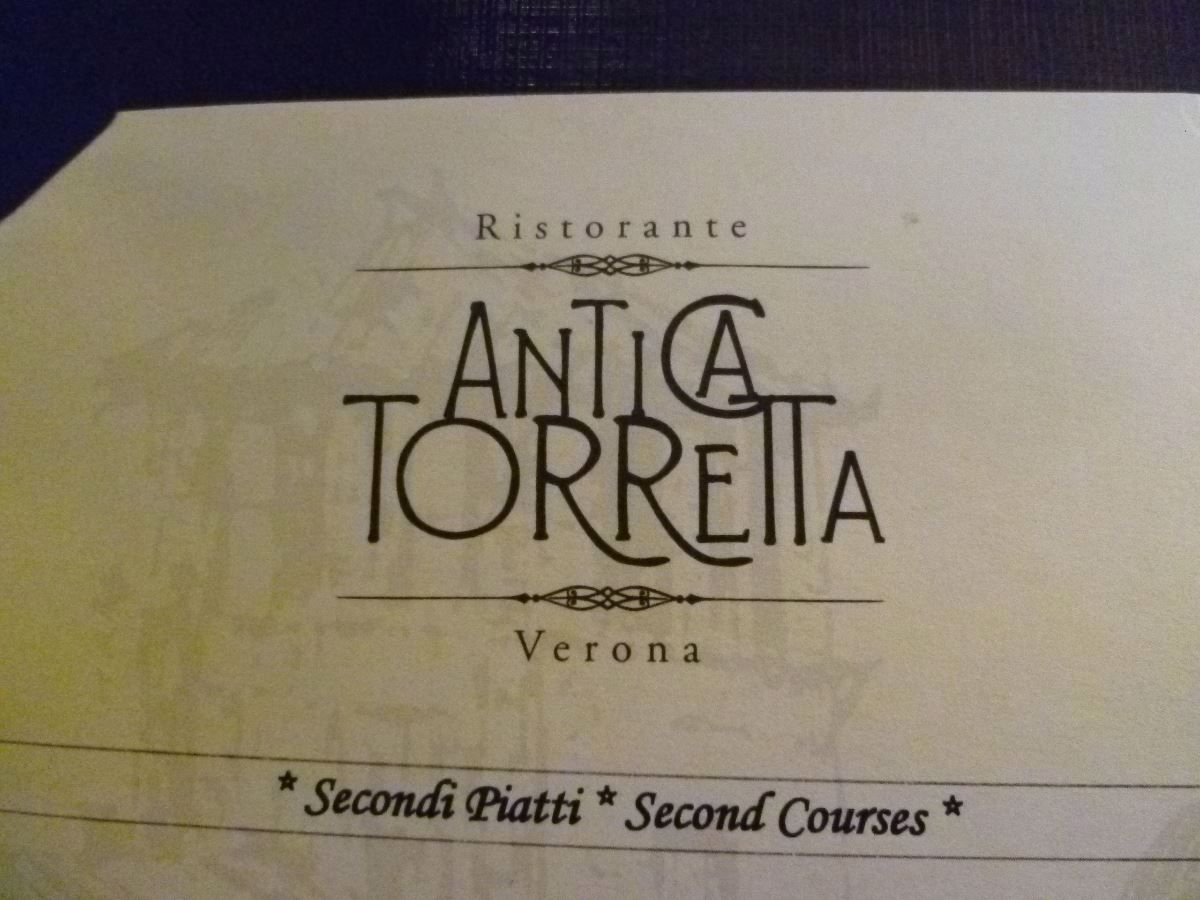 Ristorante
ANTICA
TORRETTA
Verona
* Secondi Piatti * Second Courses *